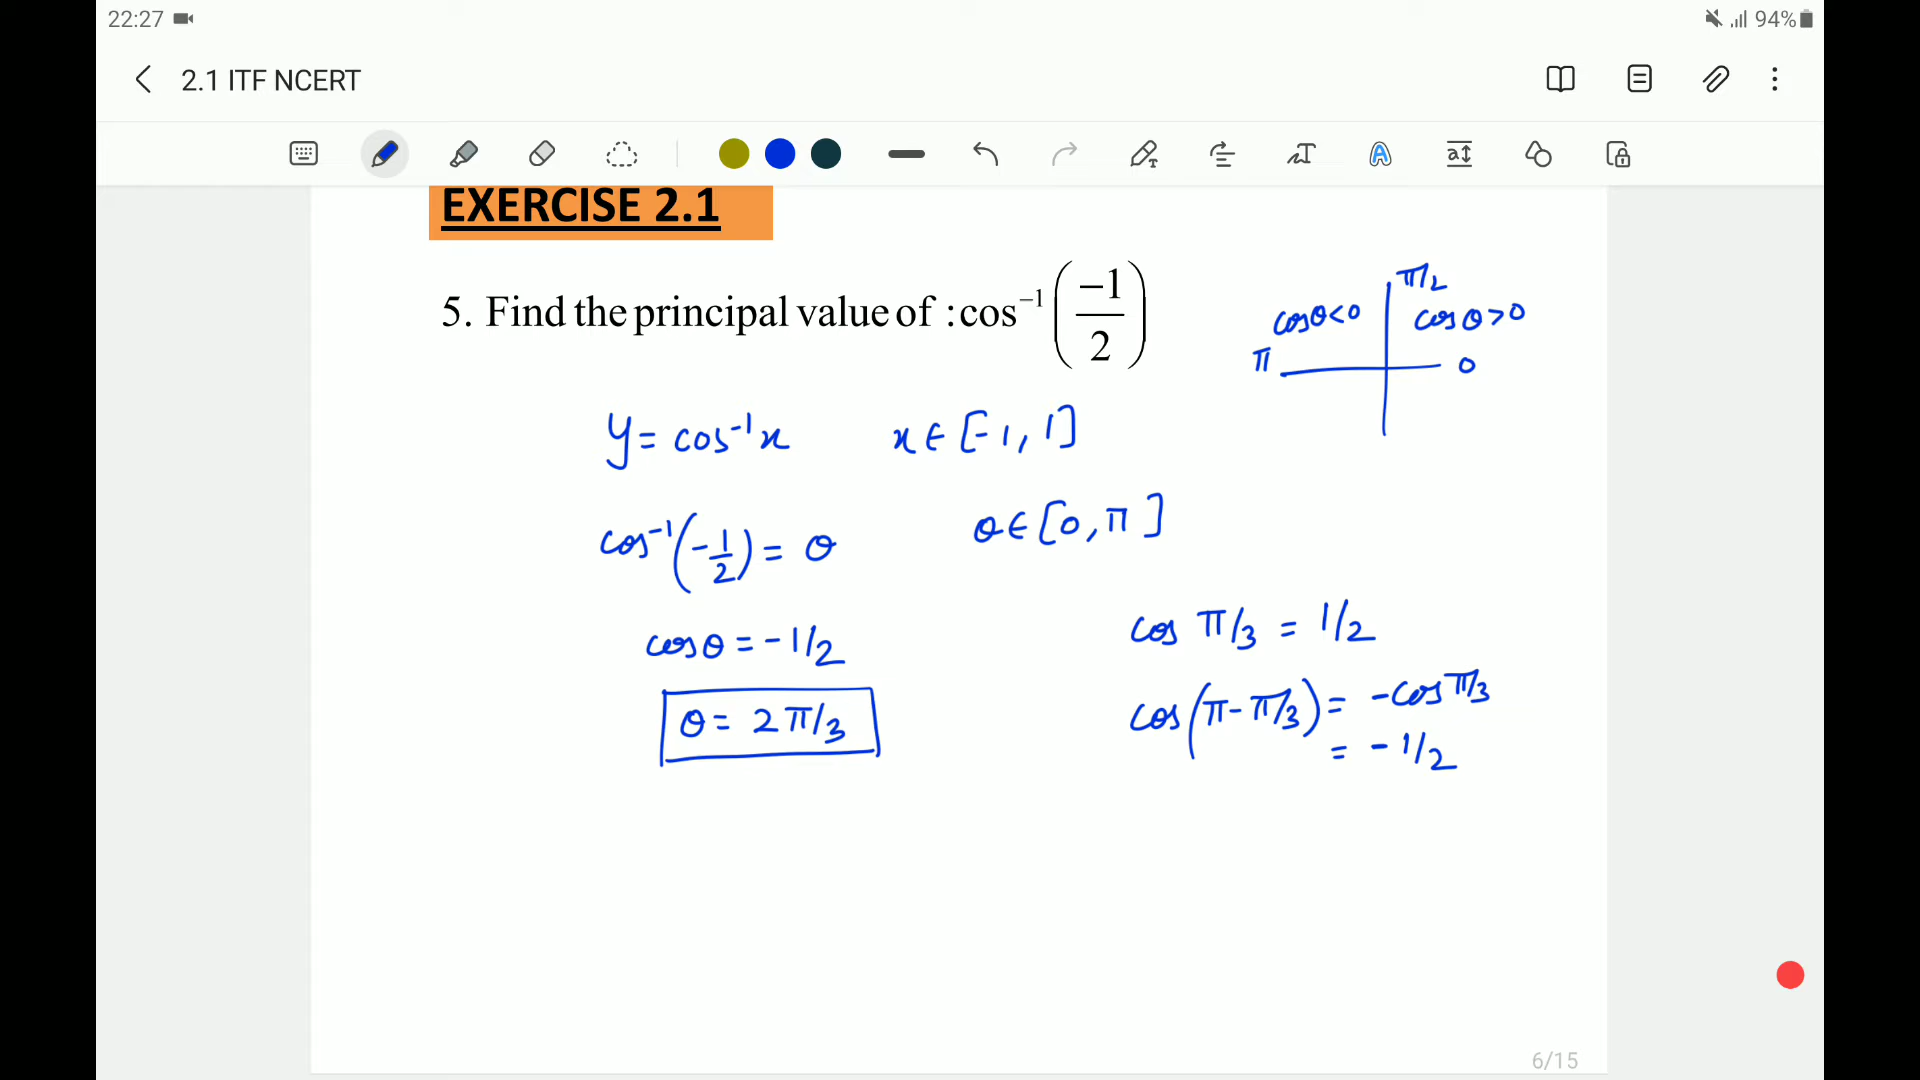 22:27 94%
2.1 ITF NCERT
EXERCISE 2.1
5. Find the principal value of : cos⁻¹(−1/2)
π/2
cosθ<0 cosθ>0
π 0
y = cos⁻¹x x∈[-1,1]
cos⁻¹(-1/2) = θ θ∈[0,π]
cosθ = -1/2
θ = 2π/3
cos π/3 = 1/2
cos(π-π/3) = -cosπ/3
= -1/2
6/15